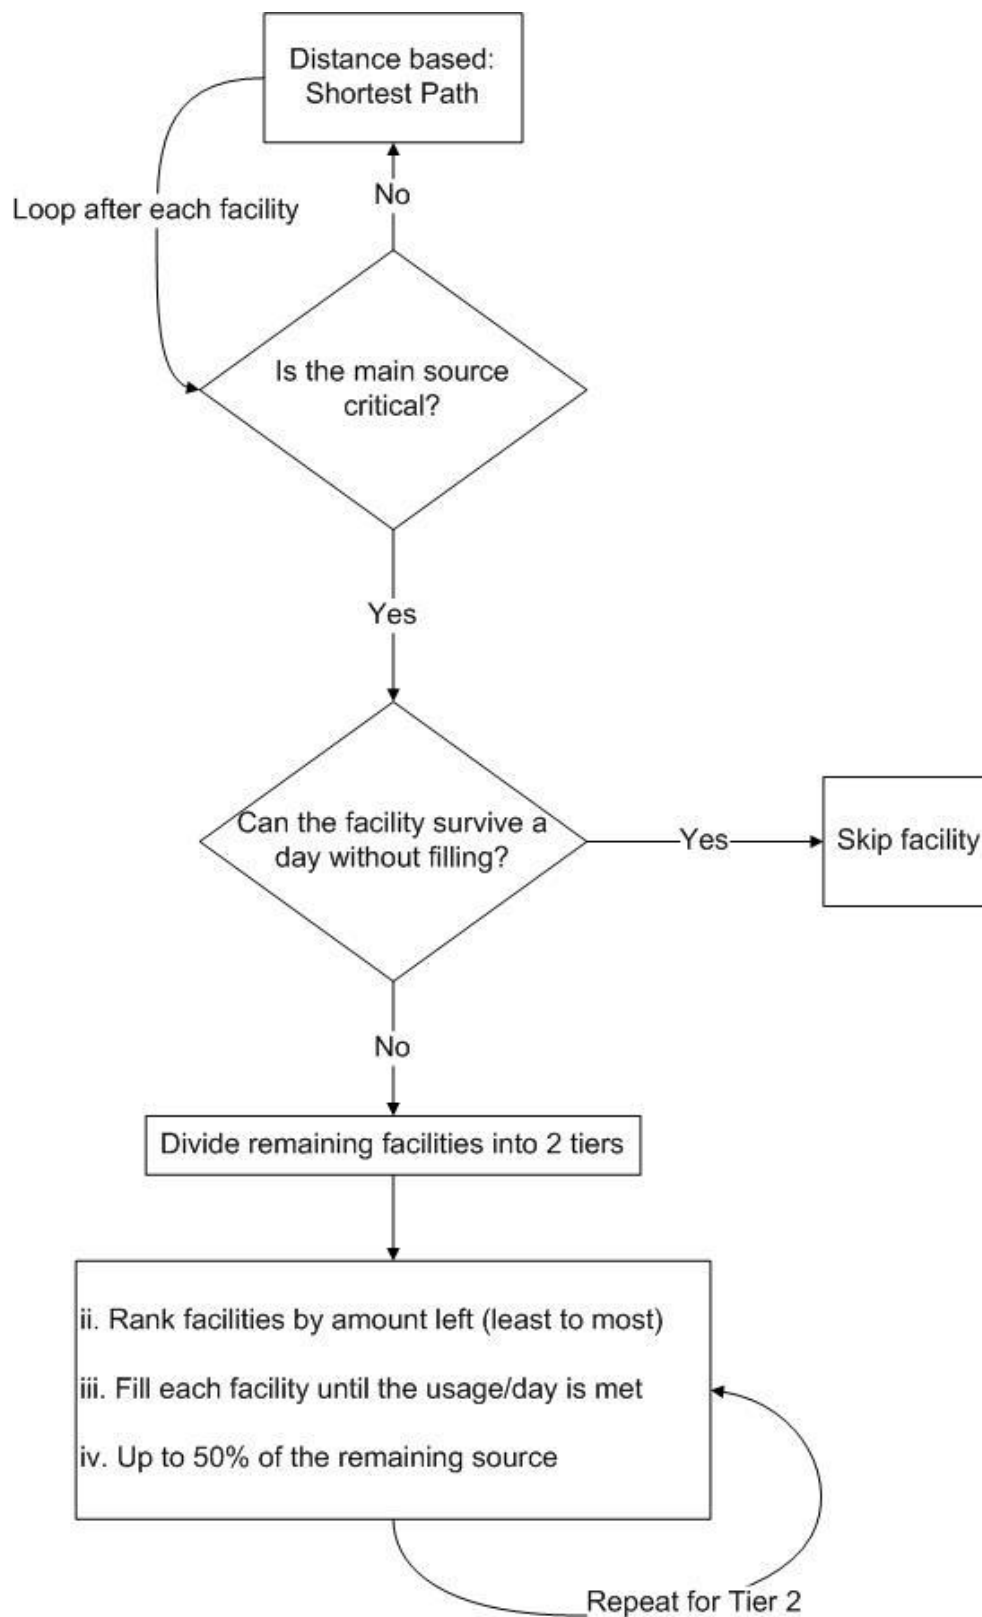 Distance based:
Shortest Path
No
Loop after each facility
Is the main source
critical?
Yes
Can the facility survive a
day without filling?
Yes
Skip facility
No
Divide remaining facilities into 2 tiers
ii. Rank facilities by amount left (least to most)
iii. Fill each facility until the usage/day is met
iv. Up to 50% of the remaining source
Repeat for Tier 2